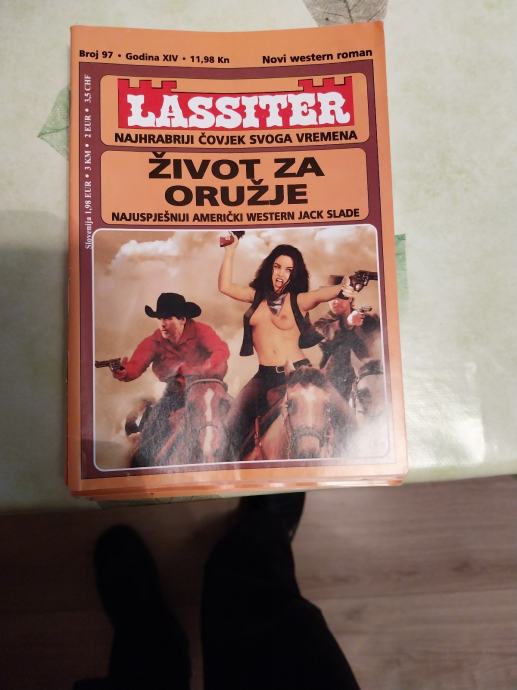 Broj 97 • Godina XIV • 11,98 Kn
Novi western roman
Slovenija 1,98 EUR • 3 KM • 2 EUR • 3,5 CHF
LASSITER
NAJHRABRIJI ČOVJEK SVOGA VREMENA
ŽIVOT ZA
ORUŽJE
NAJUSPJEŠNIJI AMERIČKI WESTERN JACK SLADE